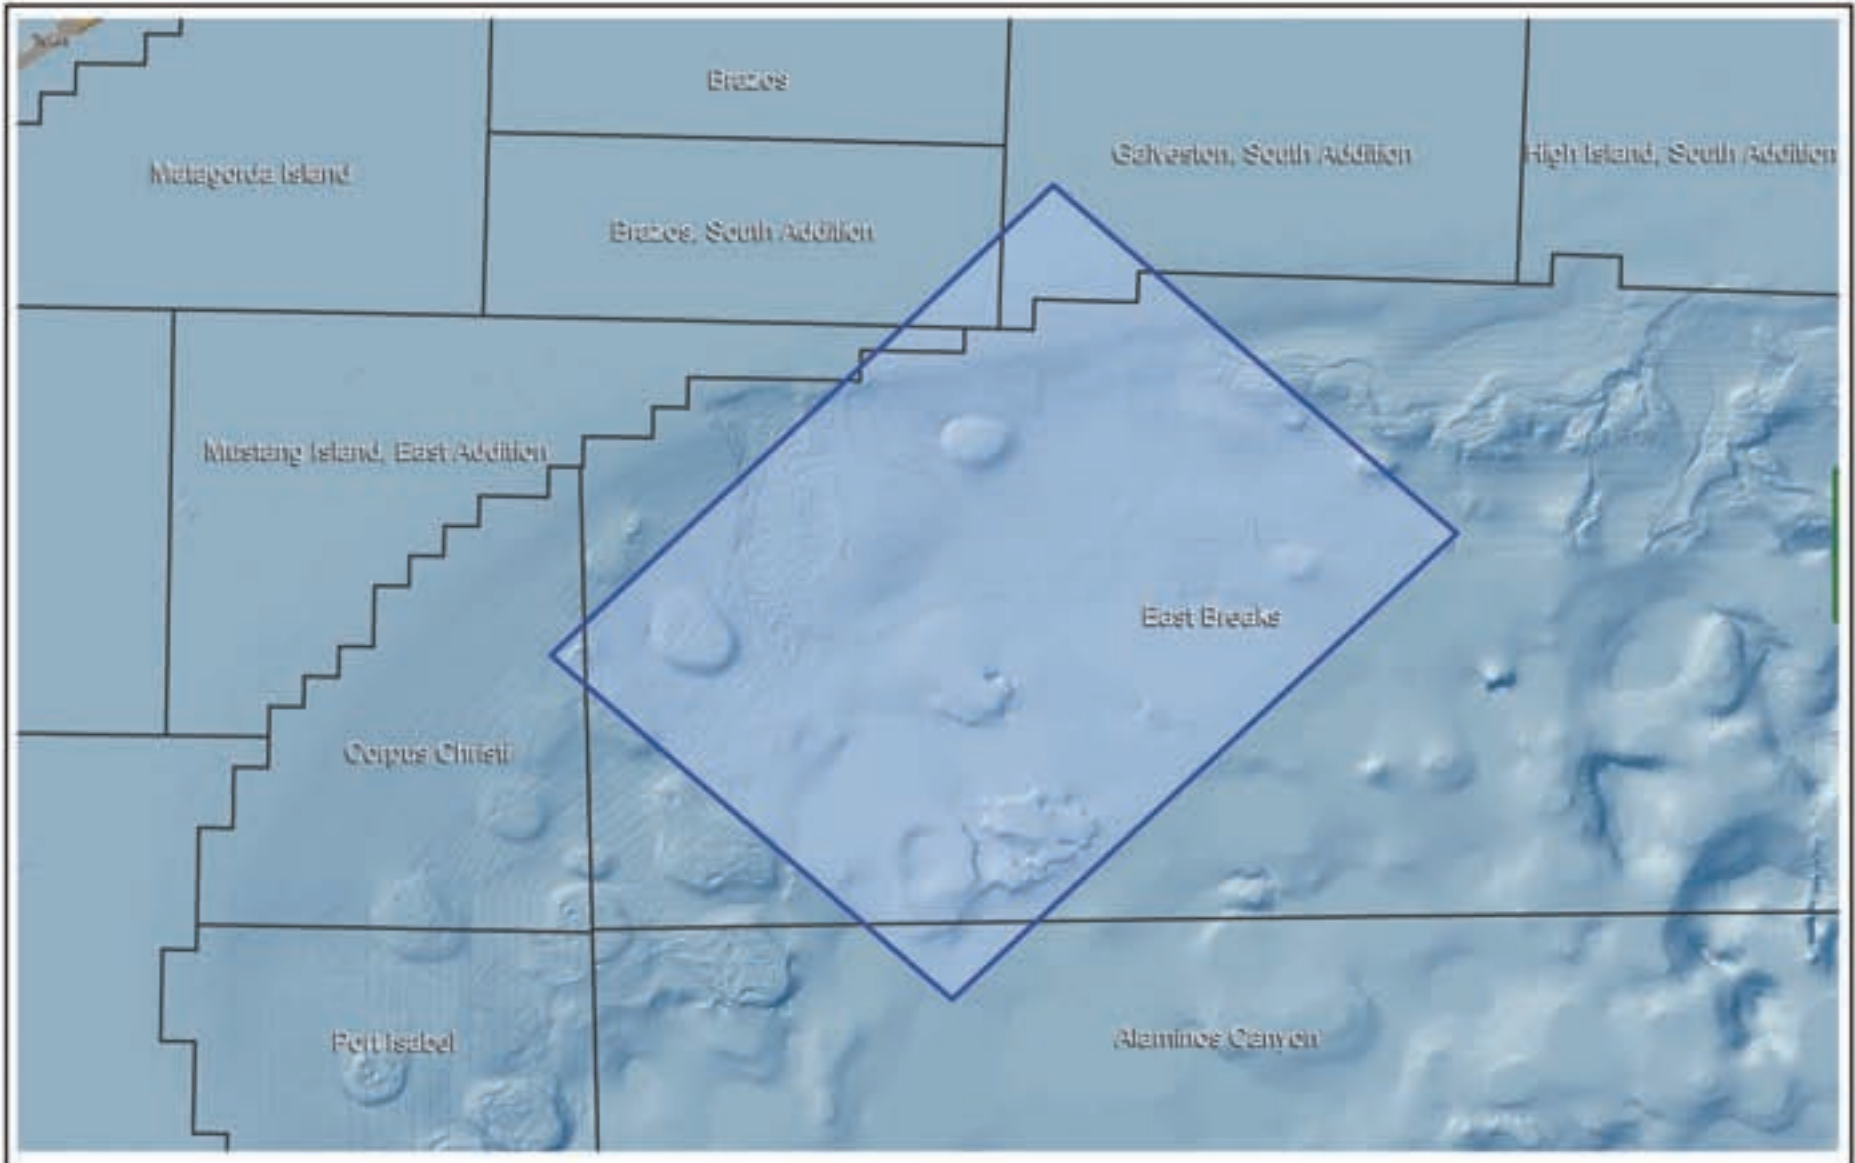 Brazos
Galveston, South Addition
High Island, South Addition
Matagorda Island
Brazos, South Addition
Mustang Island, East Addition
East Breaks
Corpus Christi
Port Isabel
Alaminos Canyon